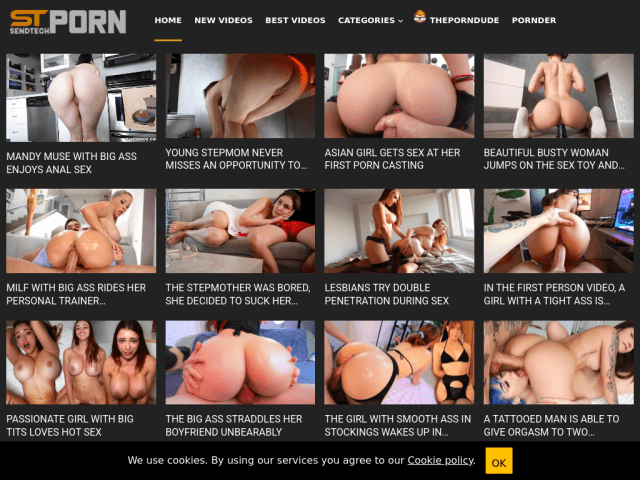 ST PORN
SENDTECH
HOME NEW VIDEOS BEST VIDEOS CATEGORIES THEPORNDUDE PORNDER
MANDY MUSE WITH BIG ASS
ENJOYS ANAL SEX
YOUNG STEPMOM NEVER
MISSES AN OPPORTUNITY TO...
ASIAN GIRL GETS SEX AT HER
FIRST PORN CASTING
BEAUTIFUL BUSTY WOMAN
JUMPS ON THE SEX TOY AND...
MILF WITH BIG ASS RIDES HER
PERSONAL TRAINER...
THE STEPMOTHER WAS BORED,
SHE DECIDED TO SUCK HER...
LESBIANS TRY DOUBLE
PENETRATION DURING SEX
IN THE FIRST PERSON VIDEO, A
GIRL WITH A TIGHT ASS IS...
PASSIONATE GIRL WITH BIG
TITS LOVES HOT SEX
THE BIG ASS STRADDLES HER
BOYFRIEND UNBEARABLY
THE GIRL WITH SMOOTH ASS IN
STOCKINGS WAKES UP IN...
A TATTOOED MAN IS ABLE TO
GIVE ORGASM TO TWO...
We use cookies. By using our services you agree to our Cookie policy.
OK